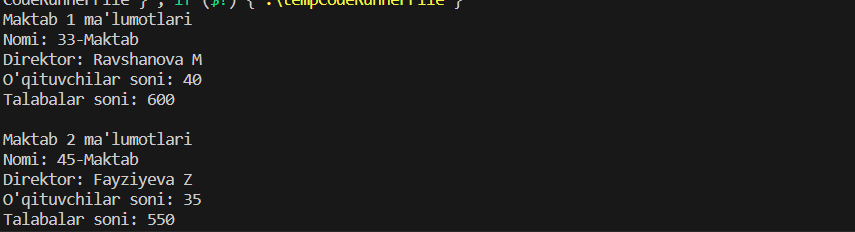 CodeRunnerFile } ; if ($?) { .\tempCodeRunnerFile }
Maktab 1 ma'lumotlari
Nomi: 33-Maktab
Direktor: Ravshanova M
O'qituvchilar soni: 40
Talabalar soni: 600
Maktab 2 ma'lumotlari
Nomi: 45-Maktab
Direktor: Fayziyeva Z
O'qituvchilar soni: 35
Talabalar soni: 550